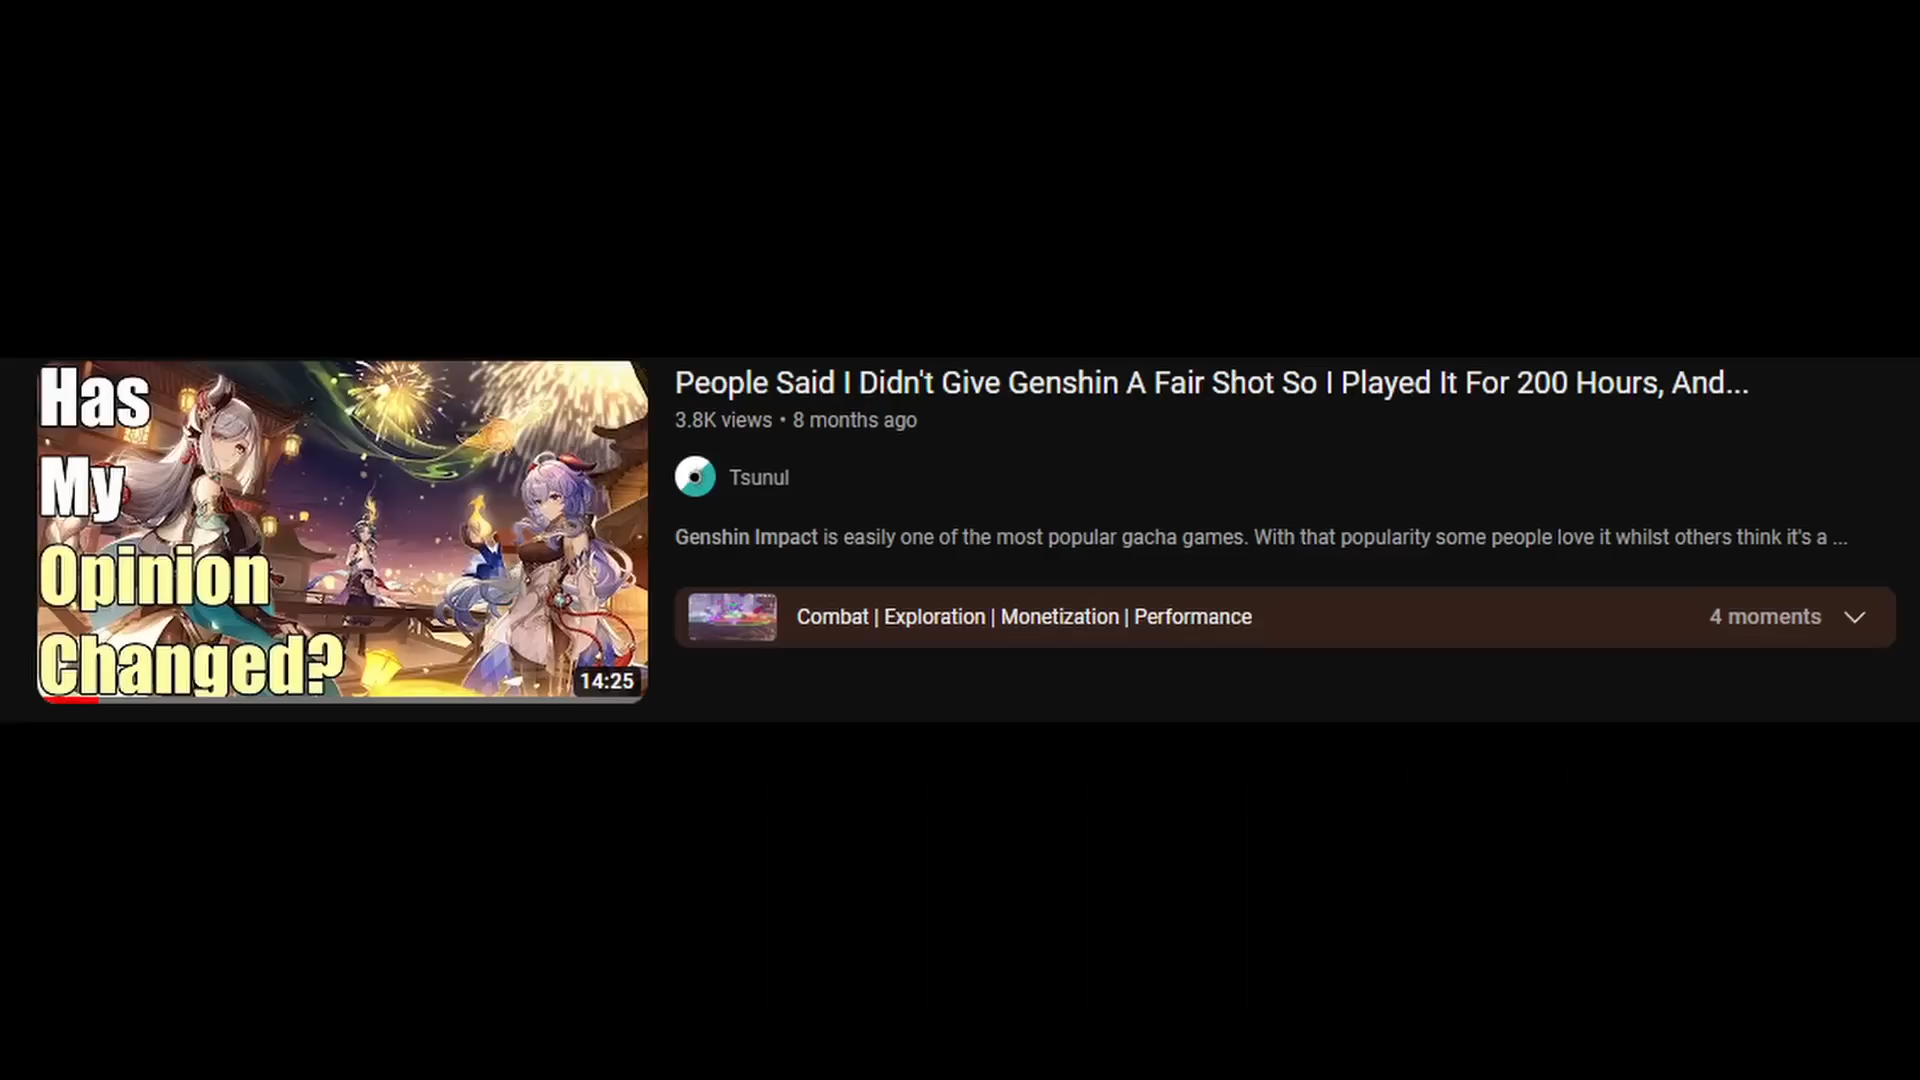 Has
My
Opinion
Changed?
14:25
People Said I Didn't Give Genshin A Fair Shot So I Played It For 200 Hours, And...
3.8K views • 8 months ago
Tsunul
Genshin Impact is easily one of the most popular gacha games. With that popularity some people love it whilst others think it's a ...
Combat | Exploration | Monetization | Performance
4 moments